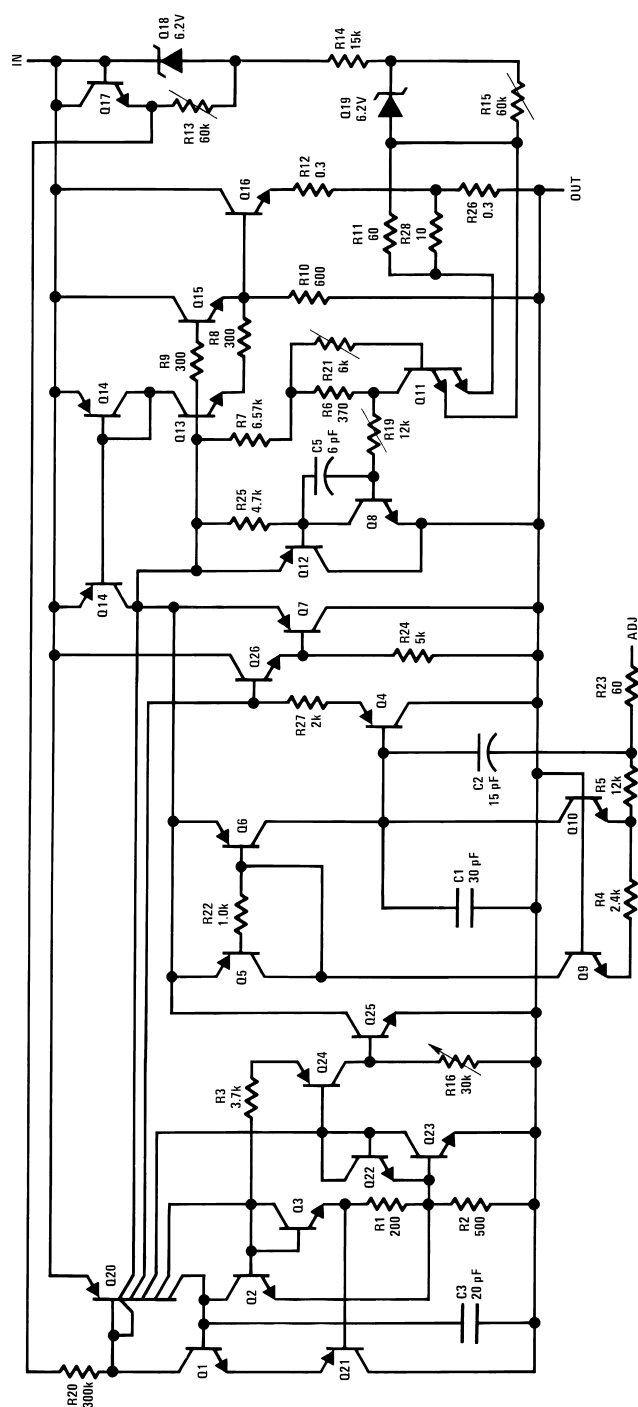 IN
Q18
6.2V
Q17
R13
60k
R14
15k
Q19
6.2V
R15
60k
Q16
R12
0.3
R11
60
R28
10
R26
0.3
OUT
Q15
R10
600
R9
300
R8
300
Q14
Q13
R7
6.57k
R21
6k
R6
370
Q11
R19
12k
C5
6 pF
R25
4.7k
Q12
Q8
Q14
Q7
Q26
R24
5k
R27
2k
Q4
C2
15 pF
ADJ
R23
60
R5
12k
Q6
Q10
R22
1.0k
C1
30 pF
R4
2.4k
Q5
Q9
Q25
Q24
R16
30k
R3
3.7k
Q23
Q22
Q3
R1
200
R2
500
Q20
Q2
C3
20 pF
Q1
Q21
R20
300k